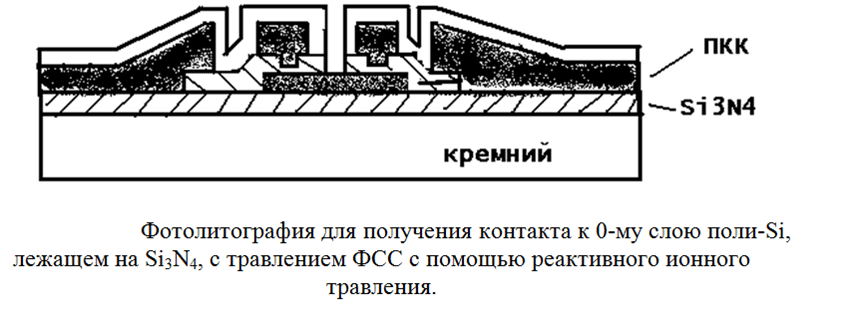 ПКК
Si3N4
кремний
Фотолитография для получения контакта к 0-му слою поли-Si,
лежащем на Si₃N₄, с травлением ФСС с помощью реактивного ионного
травления.